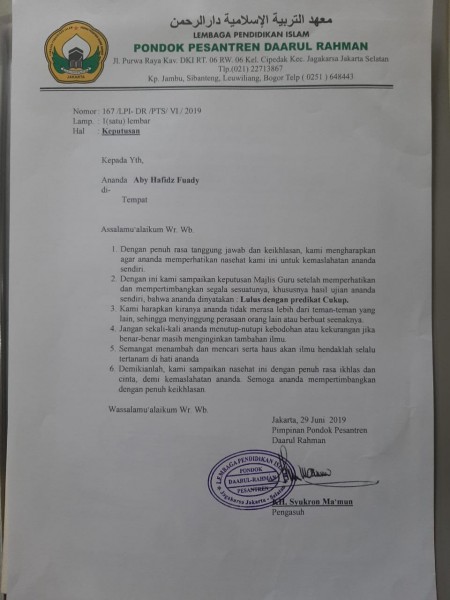 معهد التربية الإسلامية دارالرحمن
LEMBAGA PENDIDIKAN ISLAM
PONDOK PESANTREN DAARUL RAHMAN
Jl. Purwa Raya Kav. DKI RT. 06 RW. 06 Kel. Cipedak Kec. Jagakarsa Jakarta Selatan
Tlp.(021) 22713867
Kp. Jambu, Sibanteng, Leuwiliang, Bogor Telp ( 0251 ) 648443
JAKARTA
Nomor : 167 /LPI- DR /PTS/ VI / 2019
Lamp. : 1(satu) lembar
Hal : Keputusan
Kepada Yth,
Ananda Aby Hafidz Fuady
di-
Tempat
Assalamu'alaikum Wr. Wb.
1. Dengan penuh rasa tanggung jawab dan keikhlasan, kami mengharapkan
agar ananda memperhatikan nasehat kami ini untuk kemaslahatan ananda
sendiri.
2. Dengan ini kami sampaikan keputusan Majlis Guru setelah memperhatikan
dan mempertimbangkan segala sesuatunya, khususnya hasil ujian ananda
sendiri, bahwa ananda dinyatakan : Lulus dengan predikat Cukup.
3. Kami harapkan kiranya ananda tidak merasa lebih dari teman-teman yang
lain, sehingga menyinggung perasaan orang lain atau berbuat seenaknya.
4. Jangan sekali-kali ananda menutup-nutupi kebodohan atau kekurangan jika
benar-benar masih menginginkan tambahan ilmu.
5. Semangat menambah dan mencari serta haus akan ilmu hendaklah selalu
tertanam di hati ananda.
6. Demikianlah, kami sampaikan nasehat ini dengan penuh rasa ikhlas dan
cinta, demi kemaslahatan ananda. Semoga ananda mempertimbangkan
dengan penuh keikhlasan.
Wassalamu'alaikum Wr. Wb.
Jakarta, 29 Juni 2019
Pimpinan Pondok Pesantren
Daarul Rahman
LEMBAGA PENDIDIKAN ISLAM
PONDOK
DAARUL-RAHMAN
PESANTREN
Jagakarsa Jakarta - Selatan
KH. Syukron Ma'mun
Pengasuh